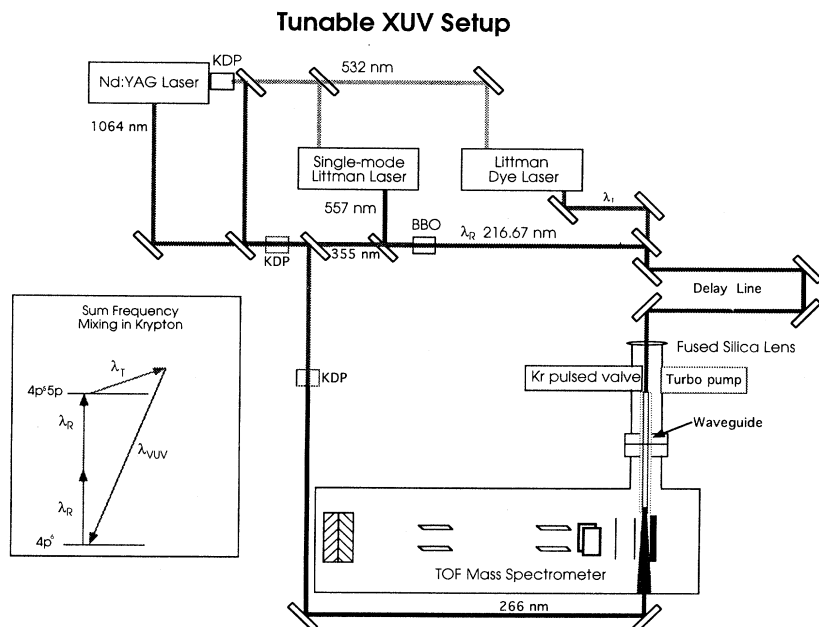 Tunable XUV Setup
KDP
532 nm
Nd:YAG Laser
1064 nm
Single-mode
Littman Laser
Littman
Dye Laser
557 nm
λT
BBO
λR 216.67 nm
KDP
355 nm
Delay Line
Sum Frequency
Mixing in Krypton
Fused Silica Lens
λT
KDP
Kr pulsed valve
Turbo pump
4p⁵5p
Waveguide
λR
λVUV
λR
4p⁶
TOF Mass Spectrometer
266 nm